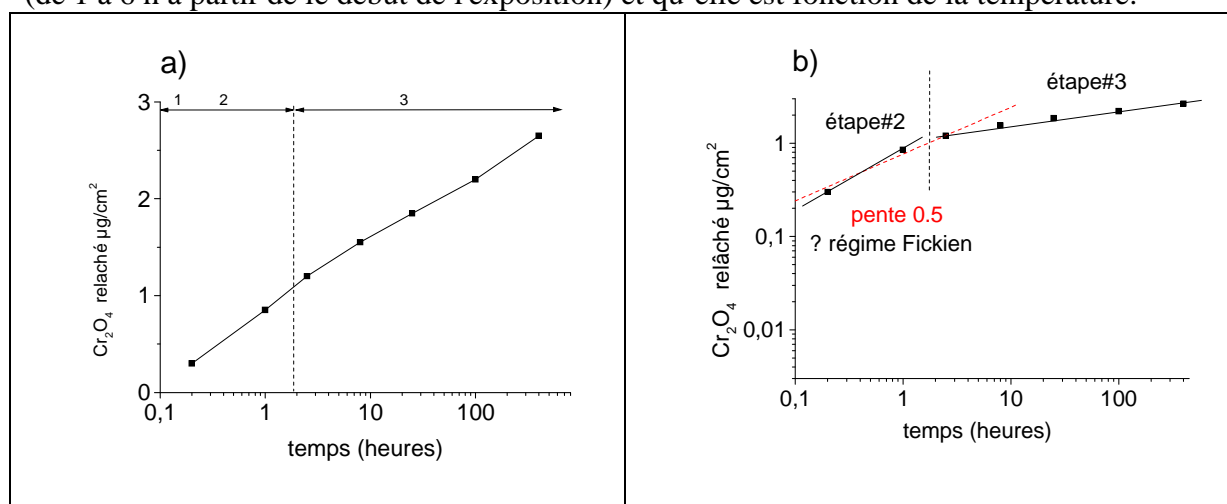 (de 1 à 6 h à partir de le début de l'exposition) et qu'elle est fonction de la température.
a)
1 2 3
3
2
1
0
0,1 1 10 100
temps (heures)
Cr2O4 relaché µg/cm2
b)
étape#3
étape#2
pente 0.5
? régime Fickien
1
0,1
0,01
0,1 1 10 100
temps (heures)
Cr2O4 relâché µg/cm2